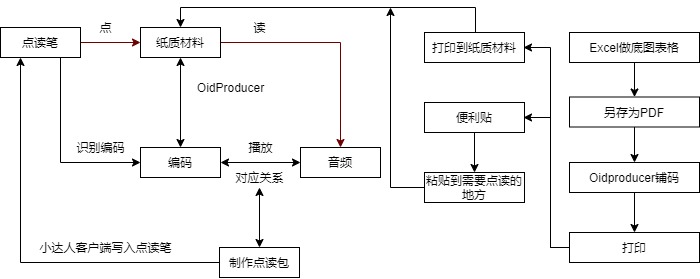 点
读
点读笔
纸质材料
打印到纸质材料
Excel做底图表格
OidProducer
便利贴
另存为PDF
识别编码
播放
编码
音频
对应关系
粘贴到需要点读的
地方
Oidproducer铺码
小达人客户端写入点读笔
制作点读包
打印